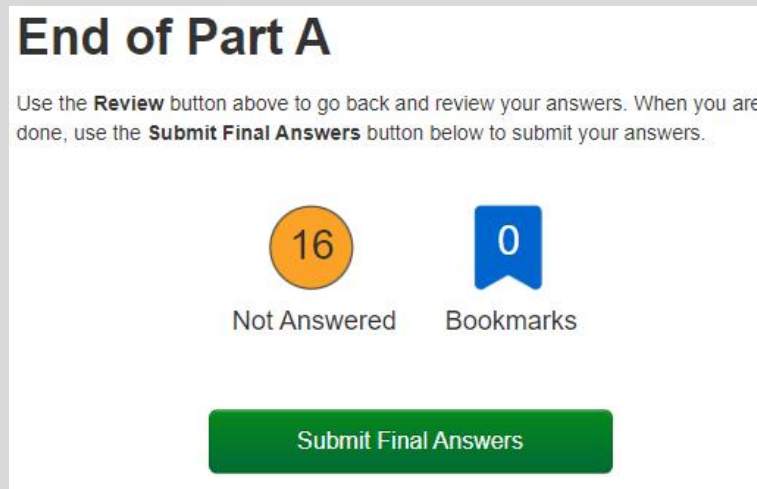 End of Part A
Use the Review button above to go back and review your answers. When you are
done, use the Submit Final Answers button below to submit your answers.
16
0
Not Answered
Bookmarks
Submit Final Answers